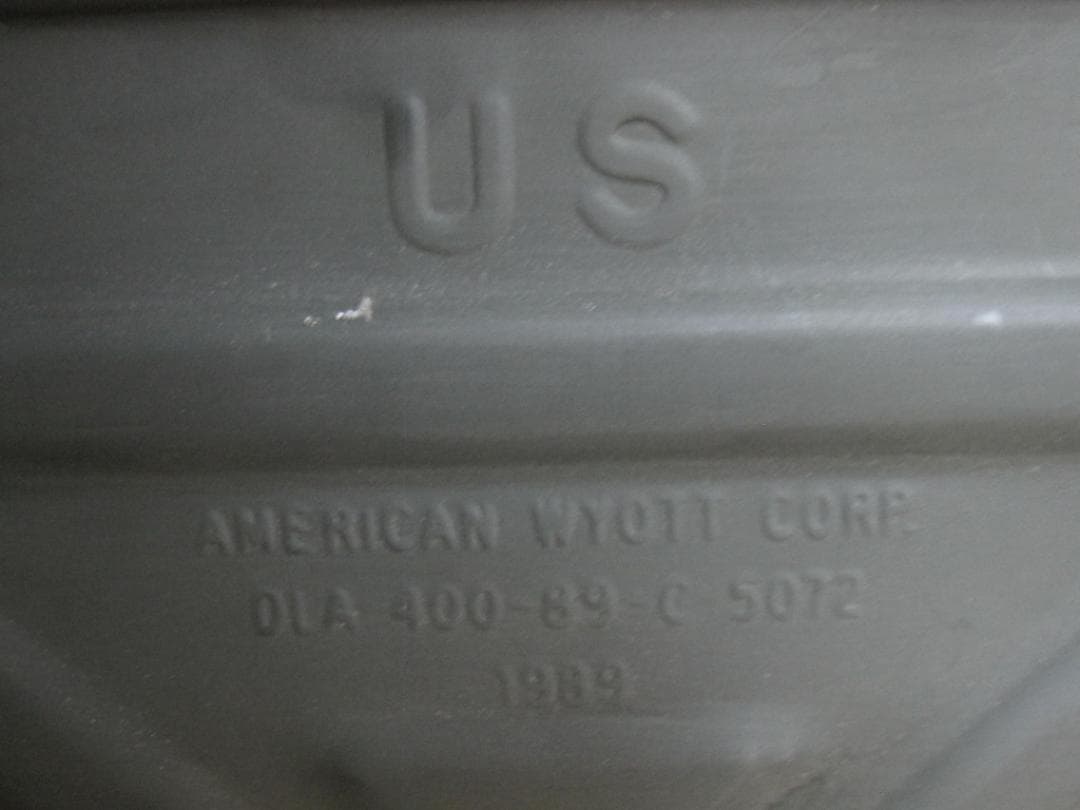 US
AMERICAN WYOTT CORP.
DLA 400-89-C 5072
1989